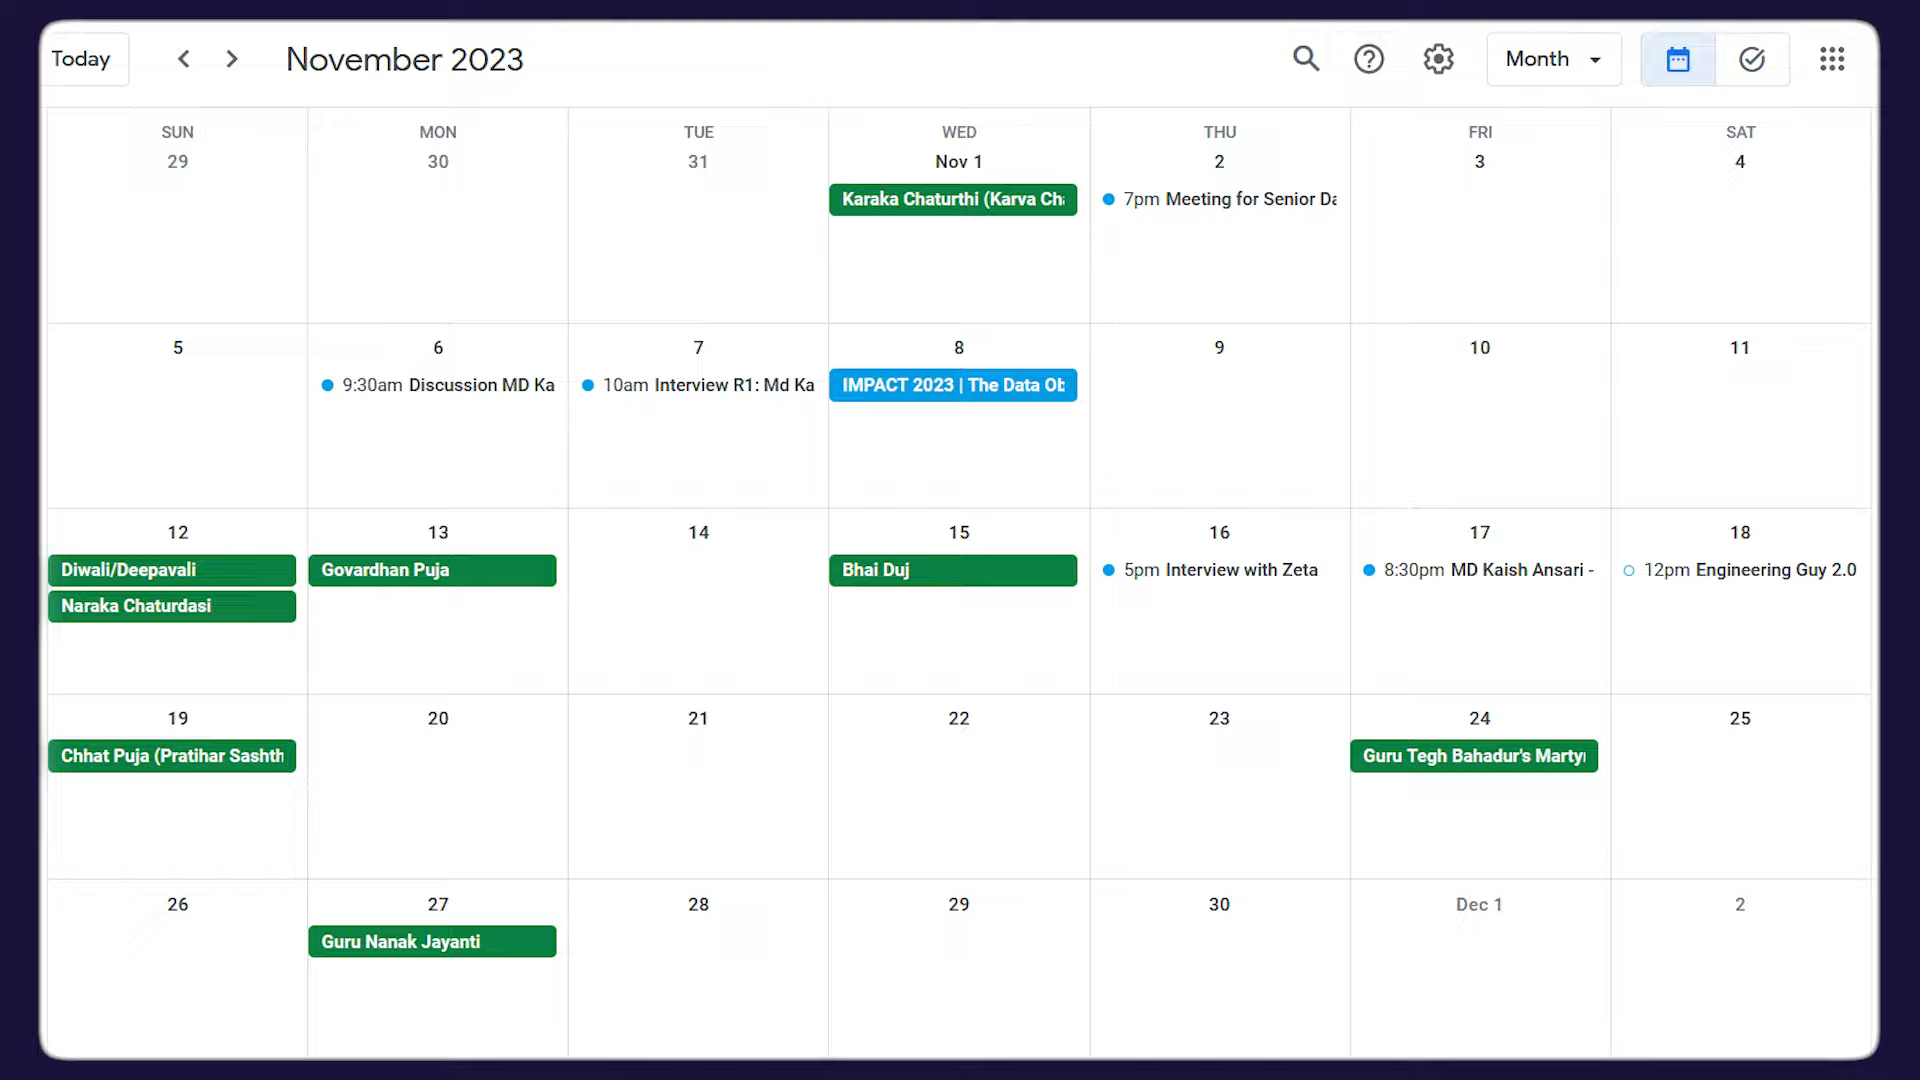 Today November 2023 Month
SUN MON TUE WED THU FRI SAT
29 30 31 Nov 1 2 3 4
Karaka Chaturthi (Karva Ch 7pm Meeting for Senior Da
5 6 7 8 9 10 11
9:30am Discussion MD Ka 10am Interview R1: Md Ka IMPACT 2023 | The Data Ob
12 13 14 15 16 17 18
Diwali/Deepavali Govardhan Puja Bhai Duj 5pm Interview with Zeta 8:30pm MD Kaish Ansari - 12pm Engineering Guy 2.0
Naraka Chaturdasi
19 20 21 22 23 24 25
Chhat Puja (Pratihar Sashth Guru Tegh Bahadur's Marty
26 27 28 29 30 Dec 1 2
Guru Nanak Jayanti